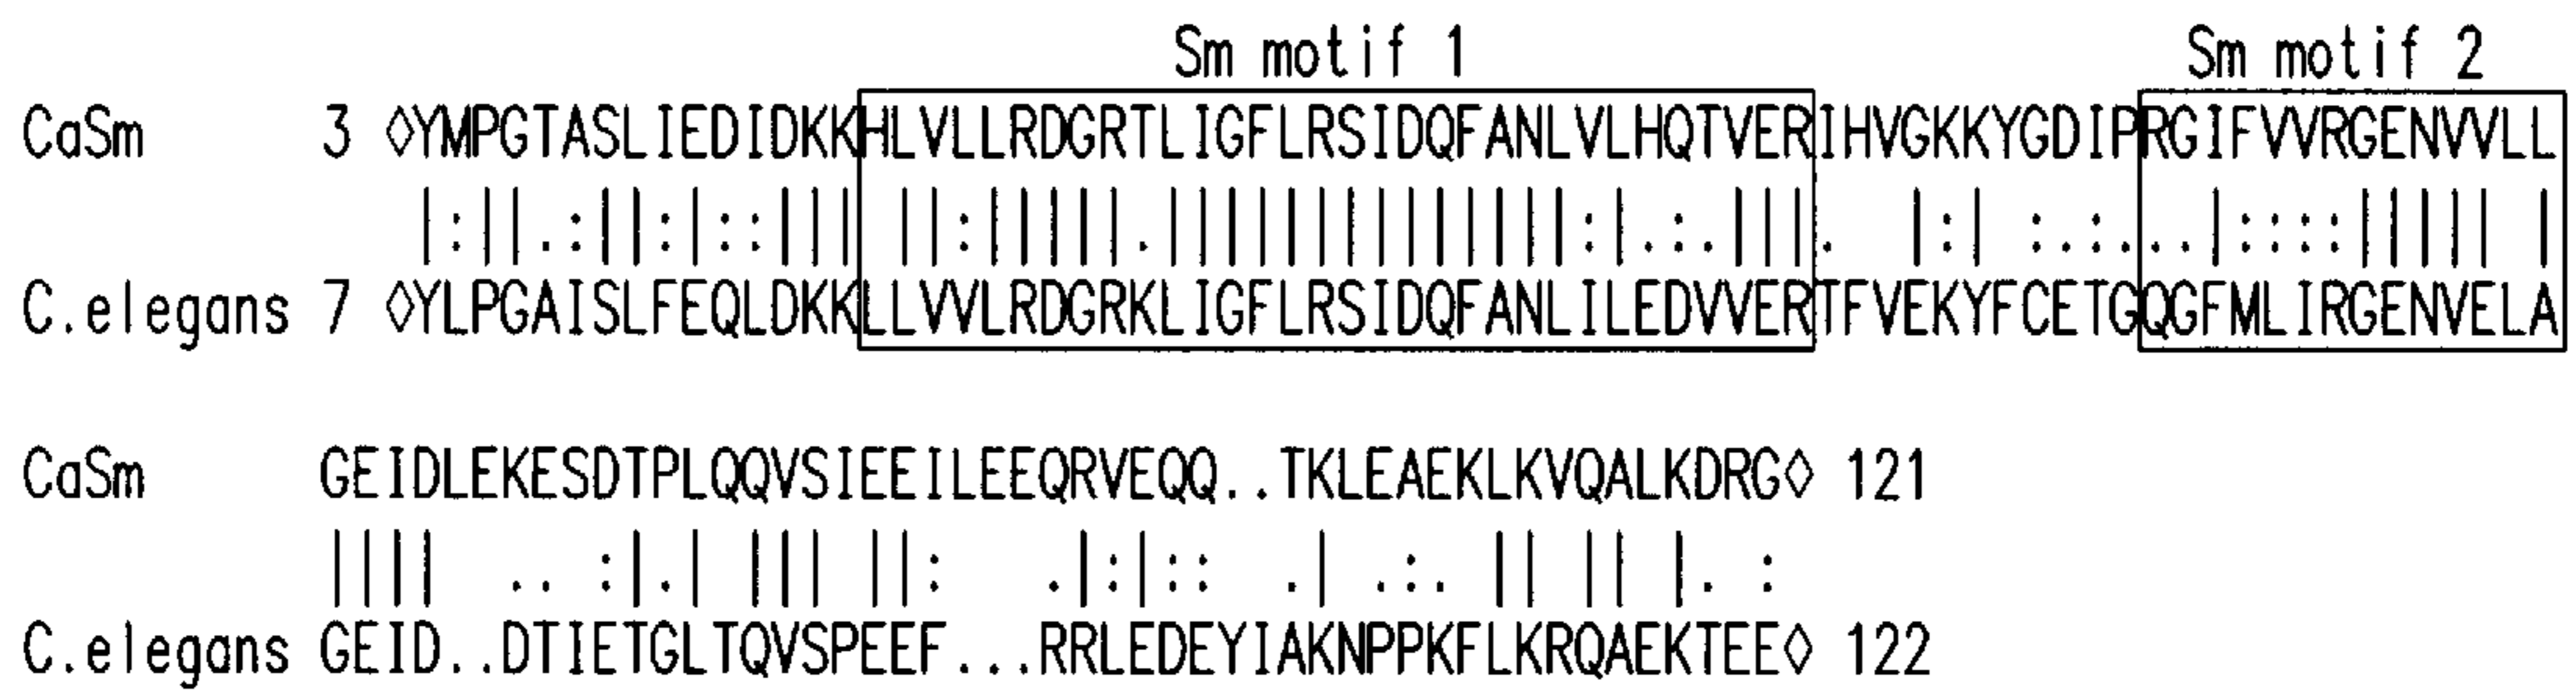 Sm motif 1 Sm motif 2
CaSm 3 ◊YMPGTASLIEDIDKKHLVLLRDGRTLIGFLRSIDQFANLVLHQTVERIHVGKKYGDIPRGIFVVRGENVVLL
|:||.:||:|::||| ||:|||||.|||||||||||||:|.:.|||.  |:| :.:...|::::||||| |
C.elegans 7 ◊YLPGAISLFEQLDKKLLVVLRDGRKLIGFLRSIDQFANLILEDVVERTFVEKYFCETGQGFMLIRGENVELA
CaSm GEIDLEKESDTPLQQVSIEEILEEQRVEQQ..TKLEAEKLKVQALKDRG◊ 121
||||  .. :|.| ||| ||:   .|:|::  .| .:. || || |. :
C.elegans GEID..DTIETGLTQVSPEEF...RRLEDEYIAKNPPKFLKRQAEKTEE◊ 122